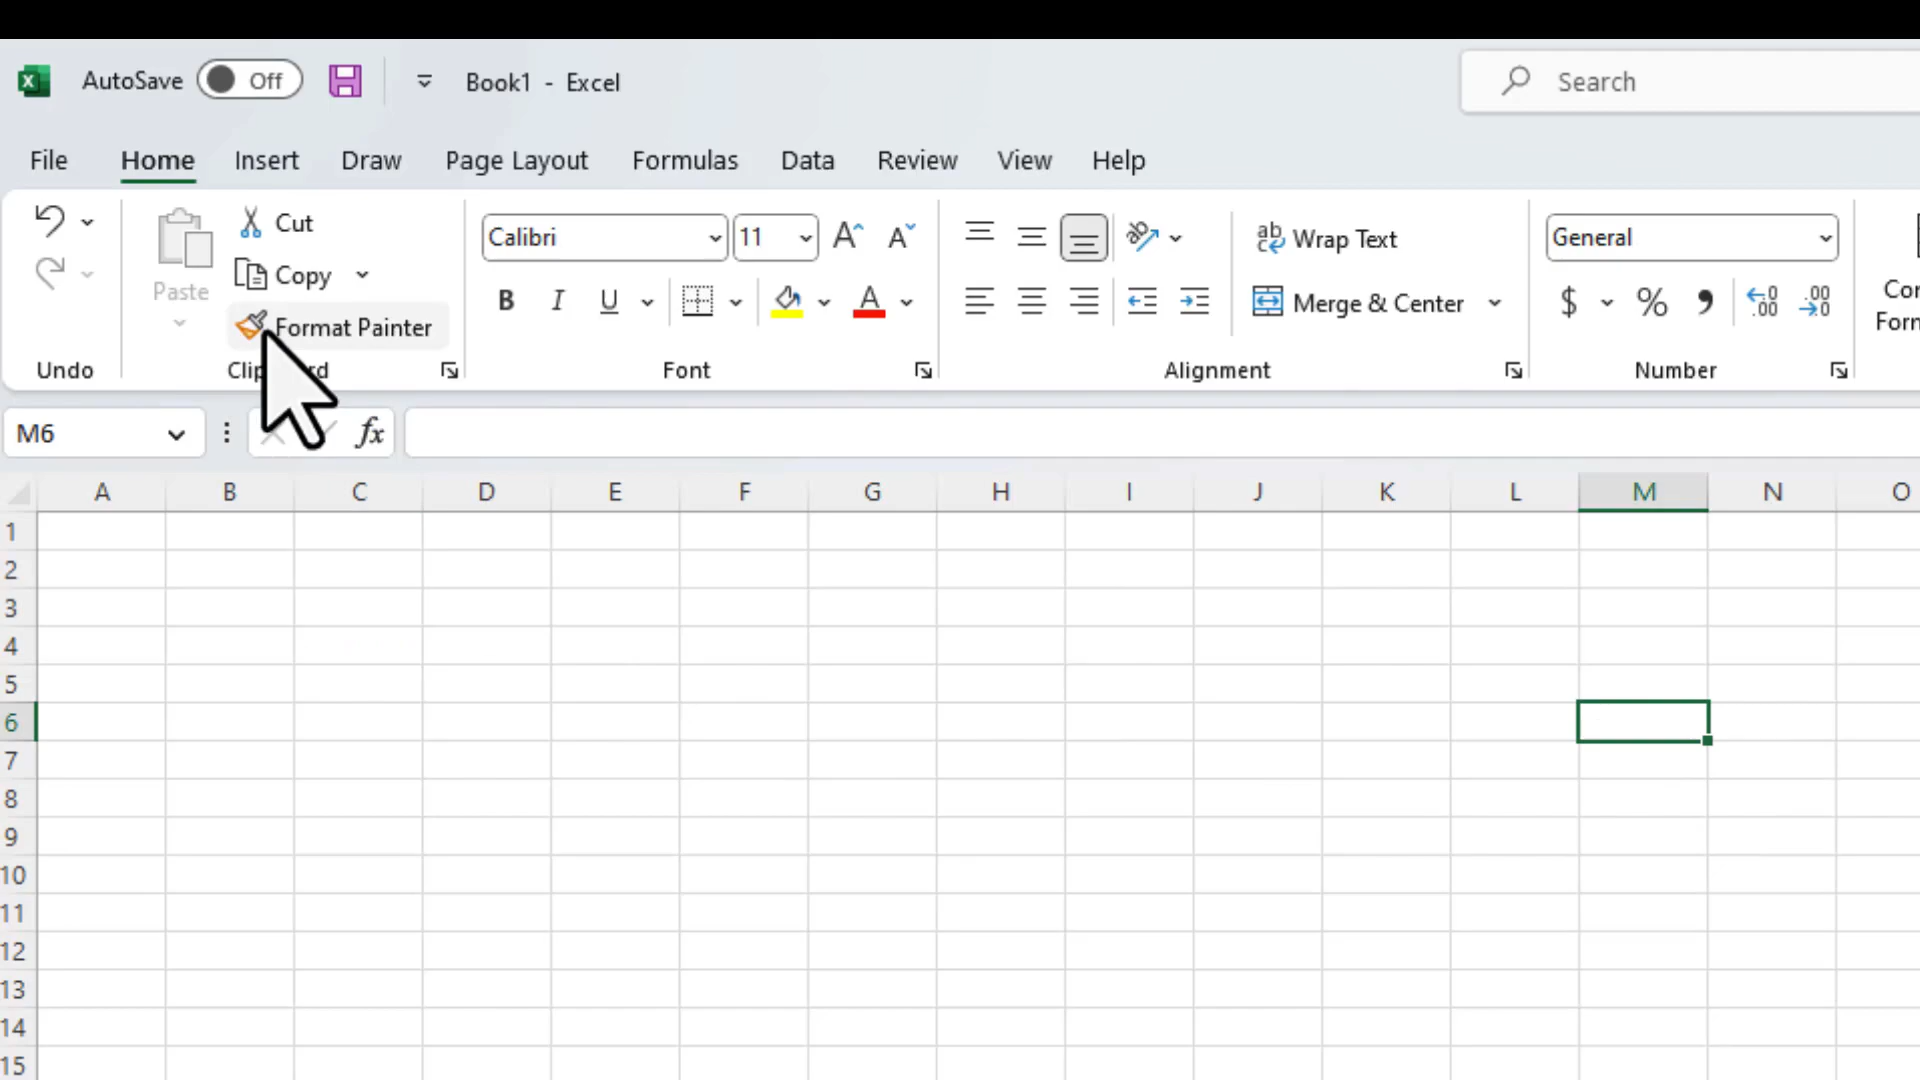 AutoSave Off Book1 - Excel Search
File Home Insert Draw Page Layout Formulas Data Review View Help
Cut Calibri 11 Wrap Text General
Paste Copy B I U A Merge & Center $ %
Format Painter
Undo Font Alignment Number
M6 fx
A B C D E F G H I J K L M N O
1
2
3
4
5
6
7
8
9
10
11
12
13
14
15